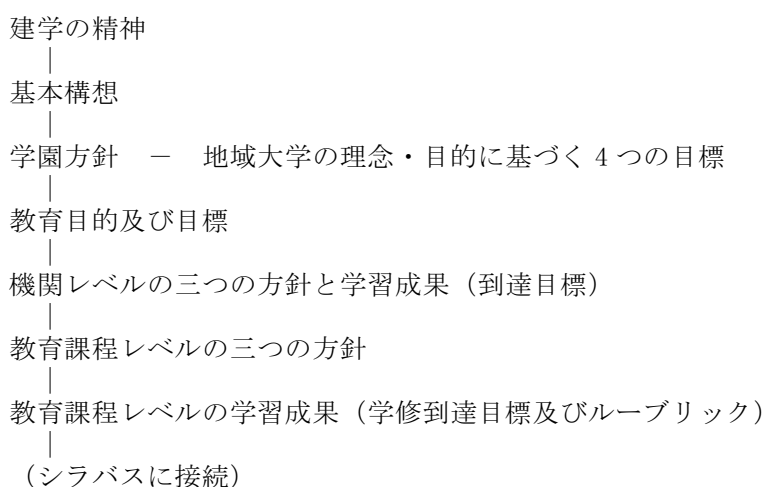 建学の精神
|
基本構想
|
学園方針 － 地域大学の理念・目的に基づく 4 つの目標
|
教育目的及び目標
|
機関レベルの三つの方針と学習成果（到達目標）
|
教育課程レベルの三つの方針
|
教育課程レベルの学習成果（学修到達目標及びルーブリック）
|
（シラバスに接続）